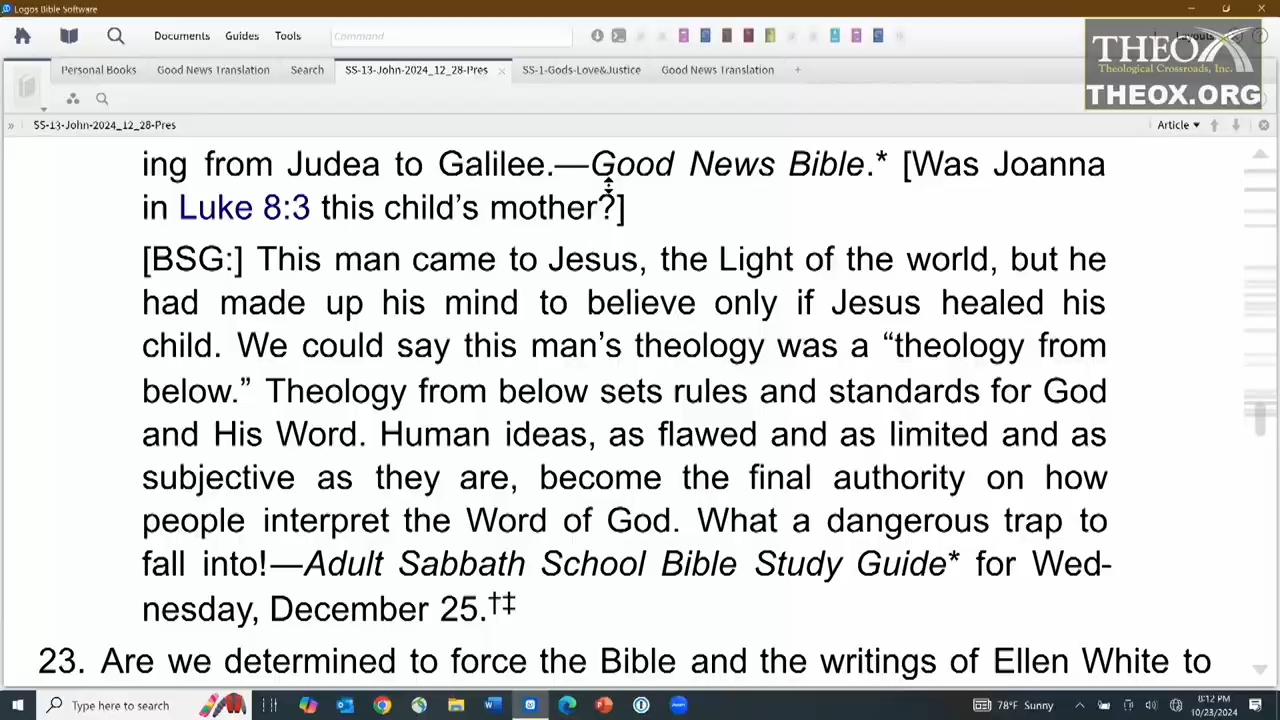 Logos Bible Software
Documents Guides Tools Command Layouts
THEOX
Theological Crossroads, Inc.
THEOX.ORG
Personal Books Good News Translation Search SS-13-John-2024_12_28-Pres SS-1-Gods-Love&Justice Good News Translation
SS-13-John-2024_12_28-Pres Article
ing from Judea to Galilee.—Good News Bible.* [Was Joanna
in Luke 8:3 this child’s mother?]
[BSG:] This man came to Jesus, the Light of the world, but he
had made up his mind to believe only if Jesus healed his
child. We could say this man’s theology was a “theology from
below.” Theology from below sets rules and standards for God
and His Word. Human ideas, as flawed and as limited and as
subjective as they are, become the final authority on how
people interpret the Word of God. What a dangerous trap to
fall into!—Adult Sabbath School Bible Study Guide* for Wed-
nesday, December 25.†‡
23. Are we determined to force the Bible and the writings of Ellen White to
Type here to search 78°F Sunny 8:12 PM
10/23/2024